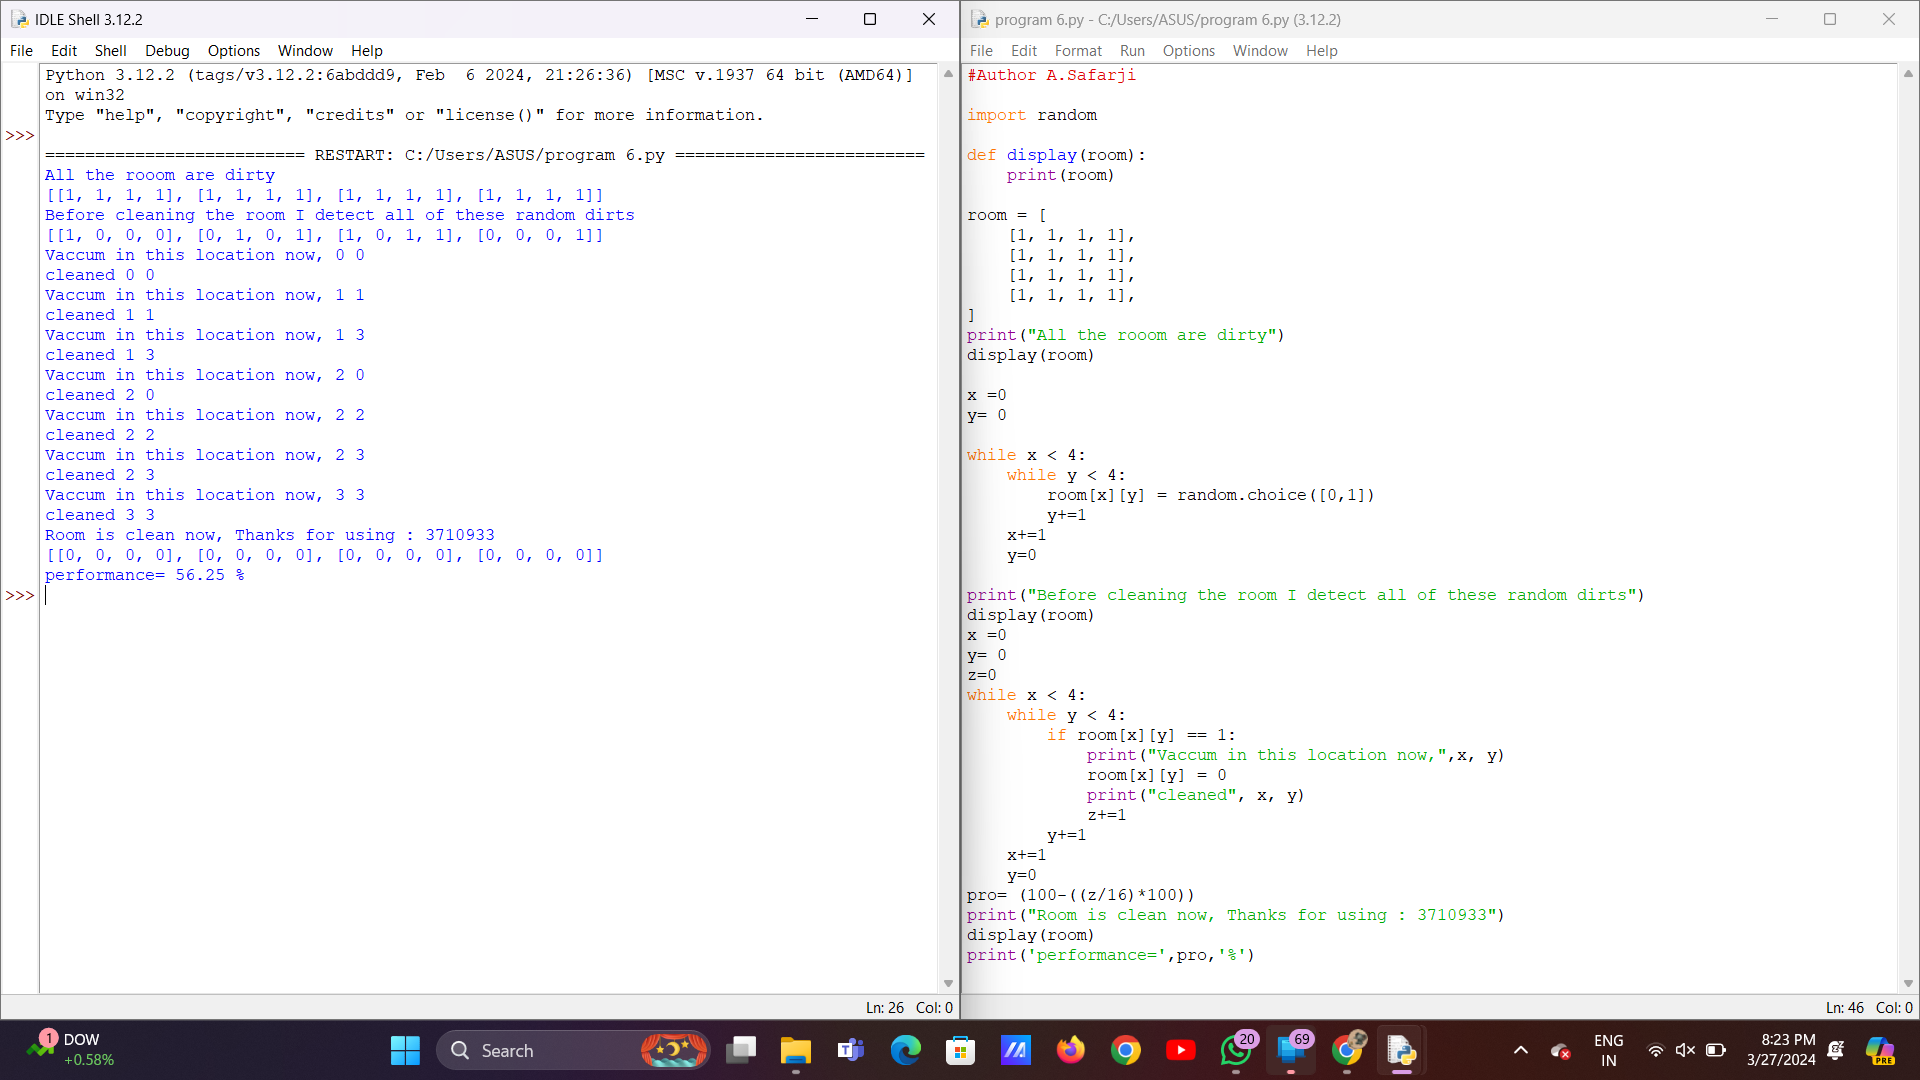 IDLE Shell 3.12.2
File Edit Shell Debug Options Window Help
Python 3.12.2 (tags/v3.12.2:6abddd9, Feb  6 2024, 21:26:36) [MSC v.1937 64 bit (AMD64)]
on win32
Type "help", "copyright", "credits" or "license()" for more information.
>>>
========================== RESTART: C:/Users/ASUS/program 6.py =========================
All the rooom are dirty
[[1, 1, 1, 1], [1, 1, 1, 1], [1, 1, 1, 1], [1, 1, 1, 1]]
Before cleaning the room I detect all of these random dirts
[[1, 0, 0, 0], [0, 1, 0, 1], [1, 0, 1, 1], [0, 0, 0, 1]]
Vaccum in this location now, 0 0
cleaned 0 0
Vaccum in this location now, 1 1
cleaned 1 1
Vaccum in this location now, 1 3
cleaned 1 3
Vaccum in this location now, 2 0
cleaned 2 0
Vaccum in this location now, 2 2
cleaned 2 2
Vaccum in this location now, 2 3
cleaned 2 3
Vaccum in this location now, 3 3
cleaned 3 3
Room is clean now, Thanks for using : 3710933
[[0, 0, 0, 0], [0, 0, 0, 0], [0, 0, 0, 0], [0, 0, 0, 0]]
performance= 56.25 %
>>>
Ln: 26 Col: 0
program 6.py - C:/Users/ASUS/program 6.py (3.12.2)
File Edit Format Run Options Window Help
#Author A.Safarji
import random
def display(room):
    print(room)
room = [
    [1, 1, 1, 1],
    [1, 1, 1, 1],
    [1, 1, 1, 1],
    [1, 1, 1, 1],
]
print("All the rooom are dirty")
display(room)
x =0
y= 0
while x < 4:
    while y < 4:
        room[x][y] = random.choice([0,1])
        y+=1
    x+=1
    y=0
print("Before cleaning the room I detect all of these random dirts")
display(room)
x =0
y= 0
z=0
while x < 4:
    while y < 4:
        if room[x][y] == 1:
            print("Vaccum in this location now,",x, y)
            room[x][y] = 0
            print("cleaned", x, y)
            z+=1
        y+=1
    x+=1
    y=0
pro= (100-((z/16)*100))
print("Room is clean now, Thanks for using : 3710933")
display(room)
print('performance=',pro,'%')
Ln: 46 Col: 0
1
DOW
+0.58%
Search
20
69
ENG
IN
8:23 PM
3/27/2024
PRE